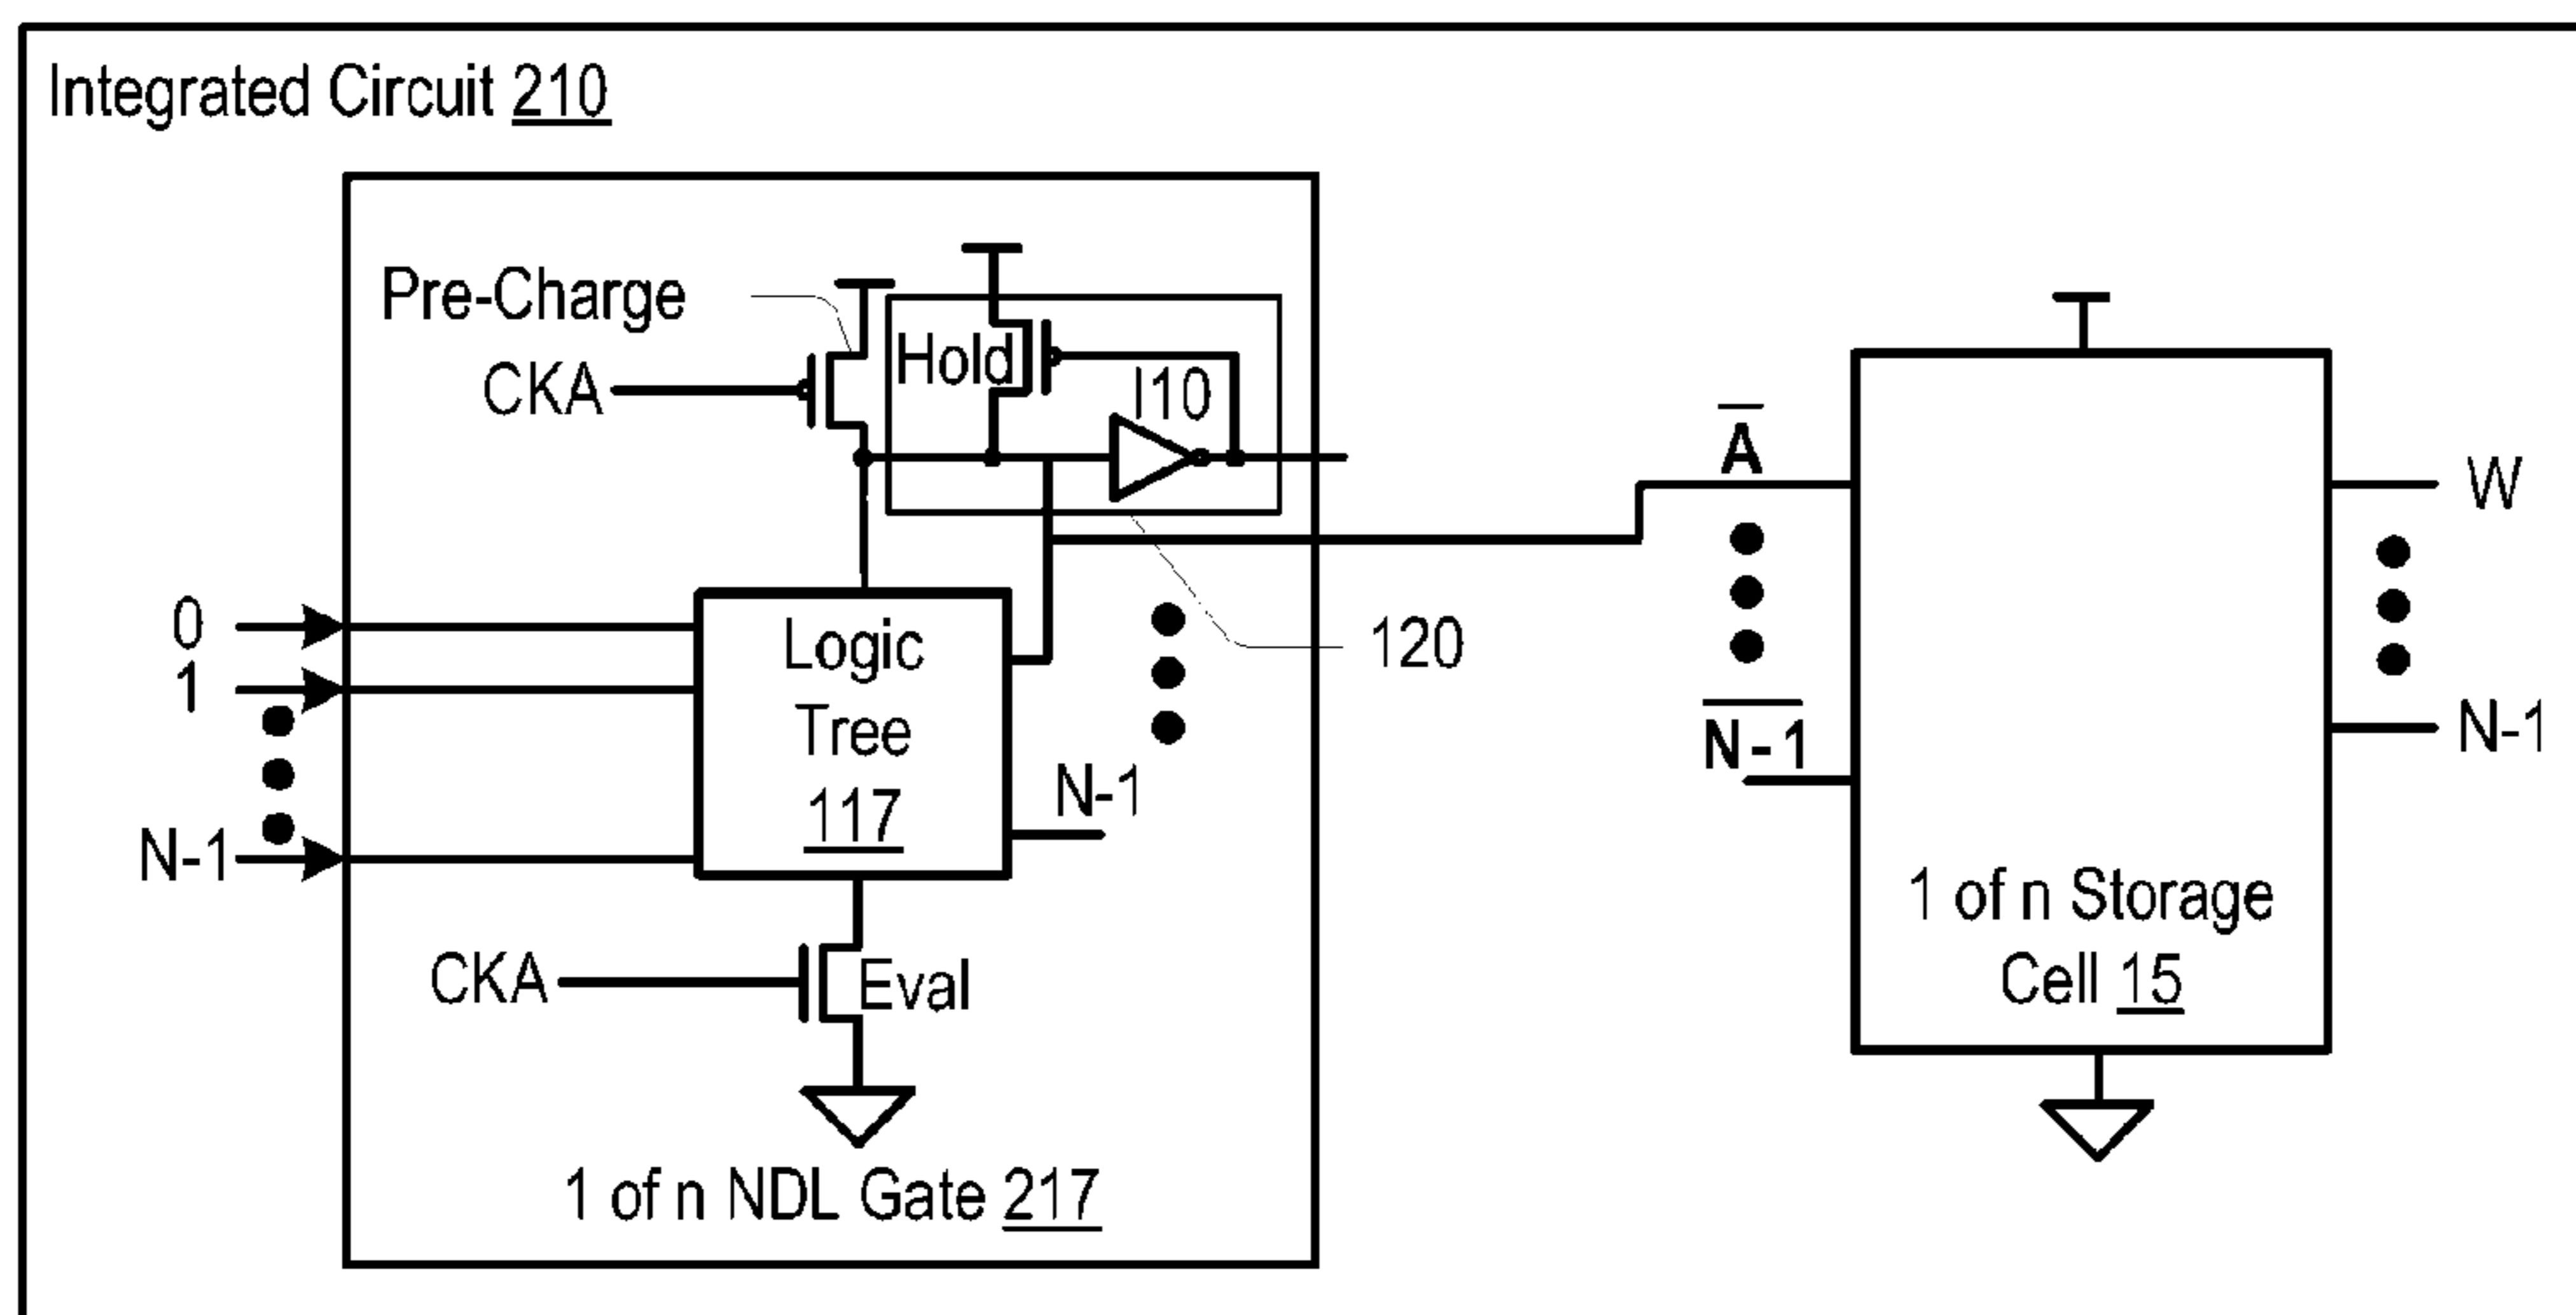 Integrated Circuit 210
Pre-Charge
CKA
Hold
I10
A̅
W
0
1
N-1
Logic
Tree
117
N-1
120
N̅-̅1̅
N-1
CKA
Eval
1 of n Storage
Cell 15
1 of n NDL Gate 217